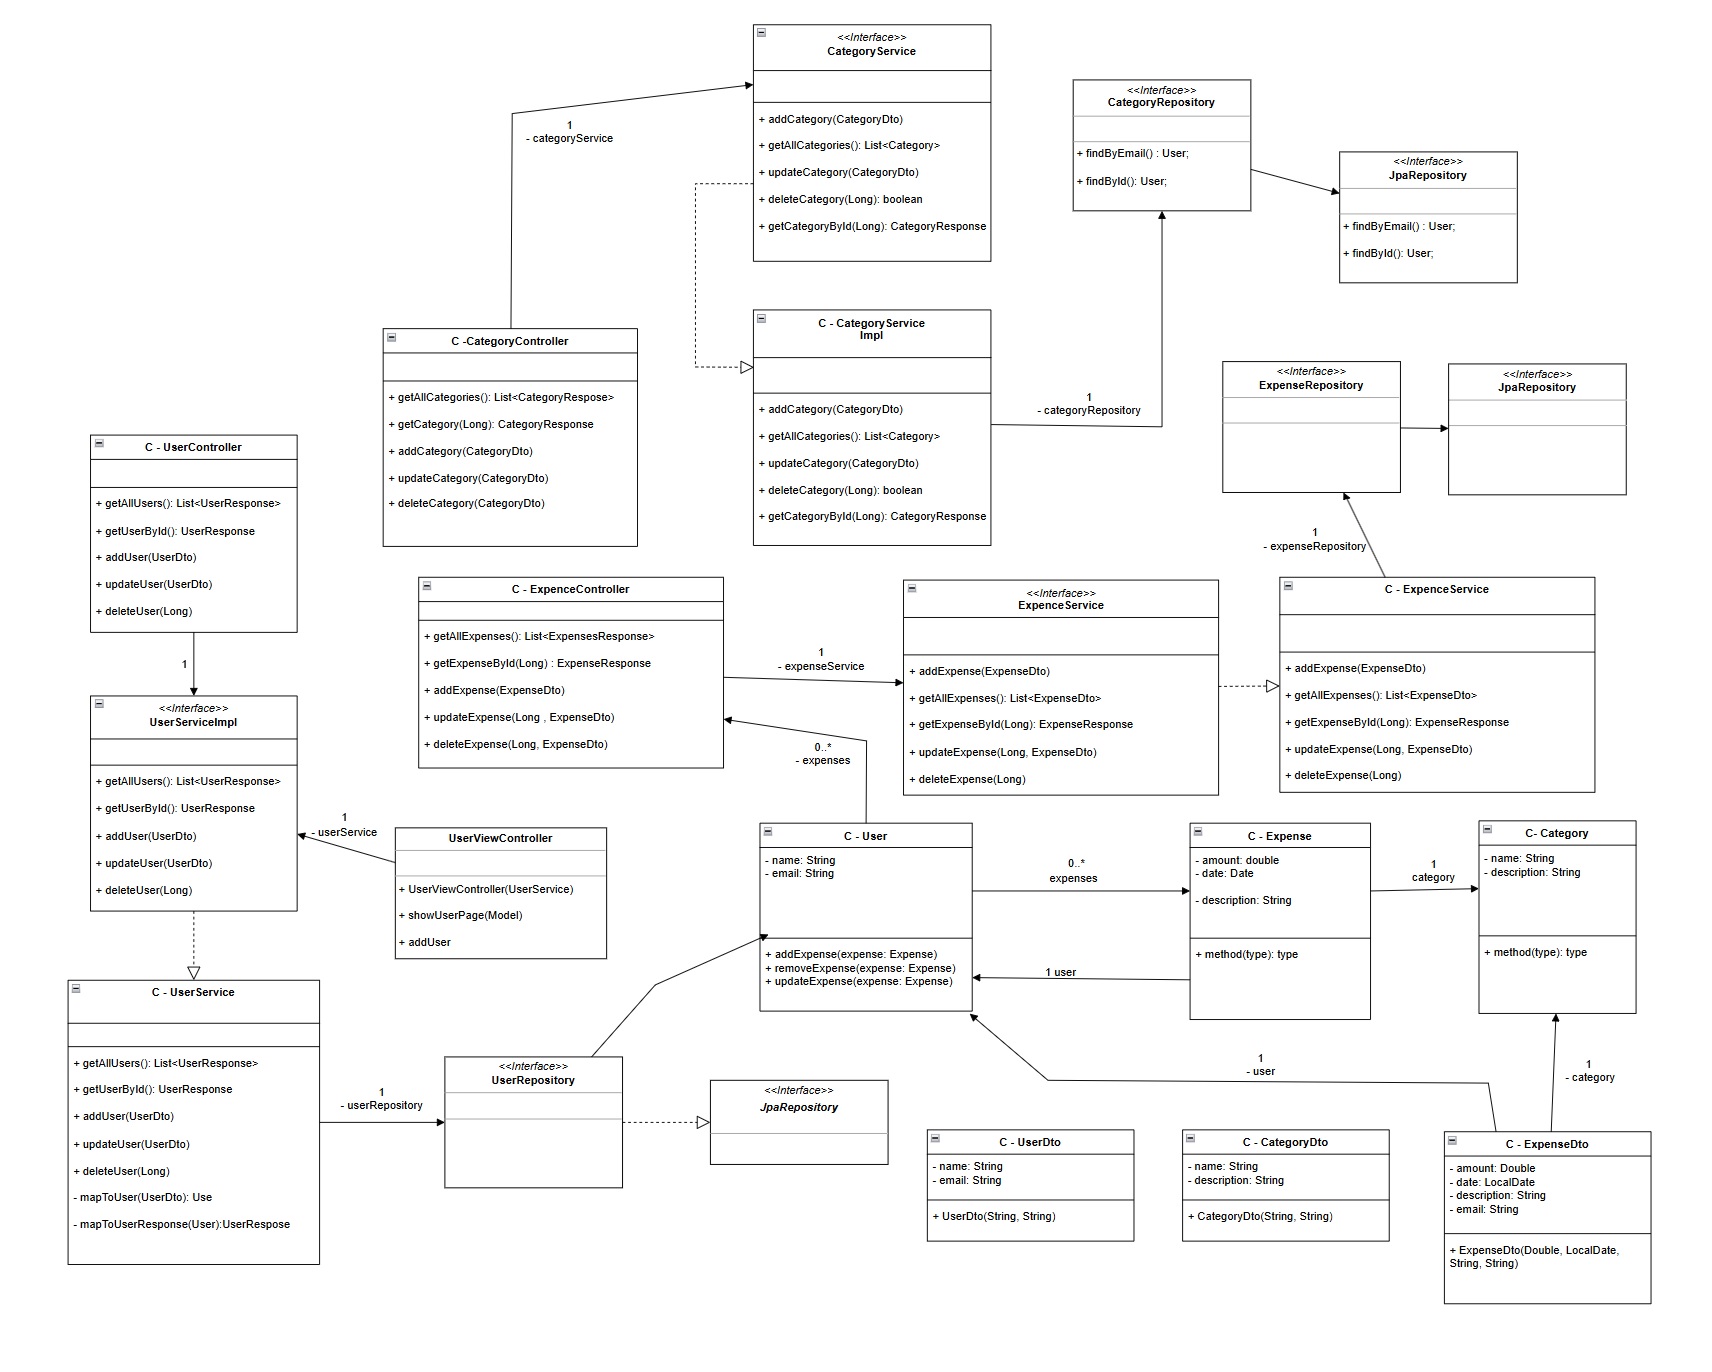 <<Interface>>
CategoryService
+ addCategory(CategoryDto)
+ getAllCategories(): List<Category>
+ updateCategory(CategoryDto)
+ deleteCategory(Long): boolean
+ getCategoryById(Long): CategoryResponse
1
- categoryService
<<Interface>>
CategoryRepository
+ findByEmail() : User;
+ findById(): User;
<<Interface>>
JpaRepository
+ findByEmail() : User;
+ findById(): User;
C -CategoryController
+ getAllCategories(): List<CategoryRespose>
+ getCategory(Long): CategoryResponse
+ addCategory(CategoryDto)
+ updateCategory(CategoryDto)
+ deleteCategory(CategoryDto)
C - CategoryService
Impl
+ addCategory(CategoryDto)
+ getAllCategories(): List<Category>
+ updateCategory(CategoryDto)
+ deleteCategory(Long): boolean
+ getCategoryById(Long): CategoryResponse
1
- categoryRepository
<<Interface>>
ExpenseRepository
<<Interface>>
JpaRepository
1
- expenseRepository
C - UserController
+ getAllUsers(): List<UserResponse>
+ getUserById(): UserResponse
+ addUser(UserDto)
+ updateUser(UserDto)
+ deleteUser(Long)
1
C - ExpenceController
+ getAllExpenses(): List<ExpensesResponse>
+ getExpenseById(Long) : ExpenseResponse
+ addExpense(ExpenseDto)
+ updateExpense(Long , ExpenseDto)
+ deleteExpense(Long, ExpenseDto)
1
- expenseService
<<Interface>>
ExpenceService
+ addExpense(ExpenseDto)
+ getAllExpenses(): List<ExpenseDto>
+ getExpenseById(Long): ExpenseResponse
+ updateExpense(Long, ExpenseDto)
+ deleteExpense(Long)
C - ExpenceService
+ addExpense(ExpenseDto)
+ getAllExpenses(): List<ExpenseDto>
+ getExpenseById(Long): ExpenseResponse
+ updateExpense(Long, ExpenseDto)
+ deleteExpense(Long)
0..*
- expenses
<<Interface>>
UserServiceImpl
+ getAllUsers(): List<UserResponse>
+ getUserById(): UserResponse
+ addUser(UserDto)
+ updateUser(UserDto)
+ deleteUser(Long)
1
- userService
UserViewController
+ UserViewController(UserService)
+ showUserPage(Model)
+ addUser
C - User
- name: String
- email: String
+ addExpense(expense: Expense)
+ removeExpense(expense: Expense)
+ updateExpense(expense: Expense)
0..*
expenses
1 user
C - Expense
- amount: double
- date: Date
- description: String
+ method(type): type
1
category
C- Category
- name: String
- description: String
+ method(type): type
C - UserService
+ getAllUsers(): List<UserResponse>
+ getUserById(): UserResponse
+ addUser(UserDto)
+ updateUser(UserDto)
+ deleteUser(Long)
- mapToUser(UserDto): Use
- mapToUserResponse(User):UserRespose
1
- userRepository
<<Interface>>
UserRepository
<<Interface>>
JpaRepository
1
- user
1
- category
C - UserDto
- name: String
- email: String
+ UserDto(String, String)
C - CategoryDto
- name: String
- description: String
+ CategoryDto(String, String)
C - ExpenseDto
- amount: Double
- date: LocalDate
- description: String
- email: String
+ ExpenseDto(Double, LocalDate,
String, String)